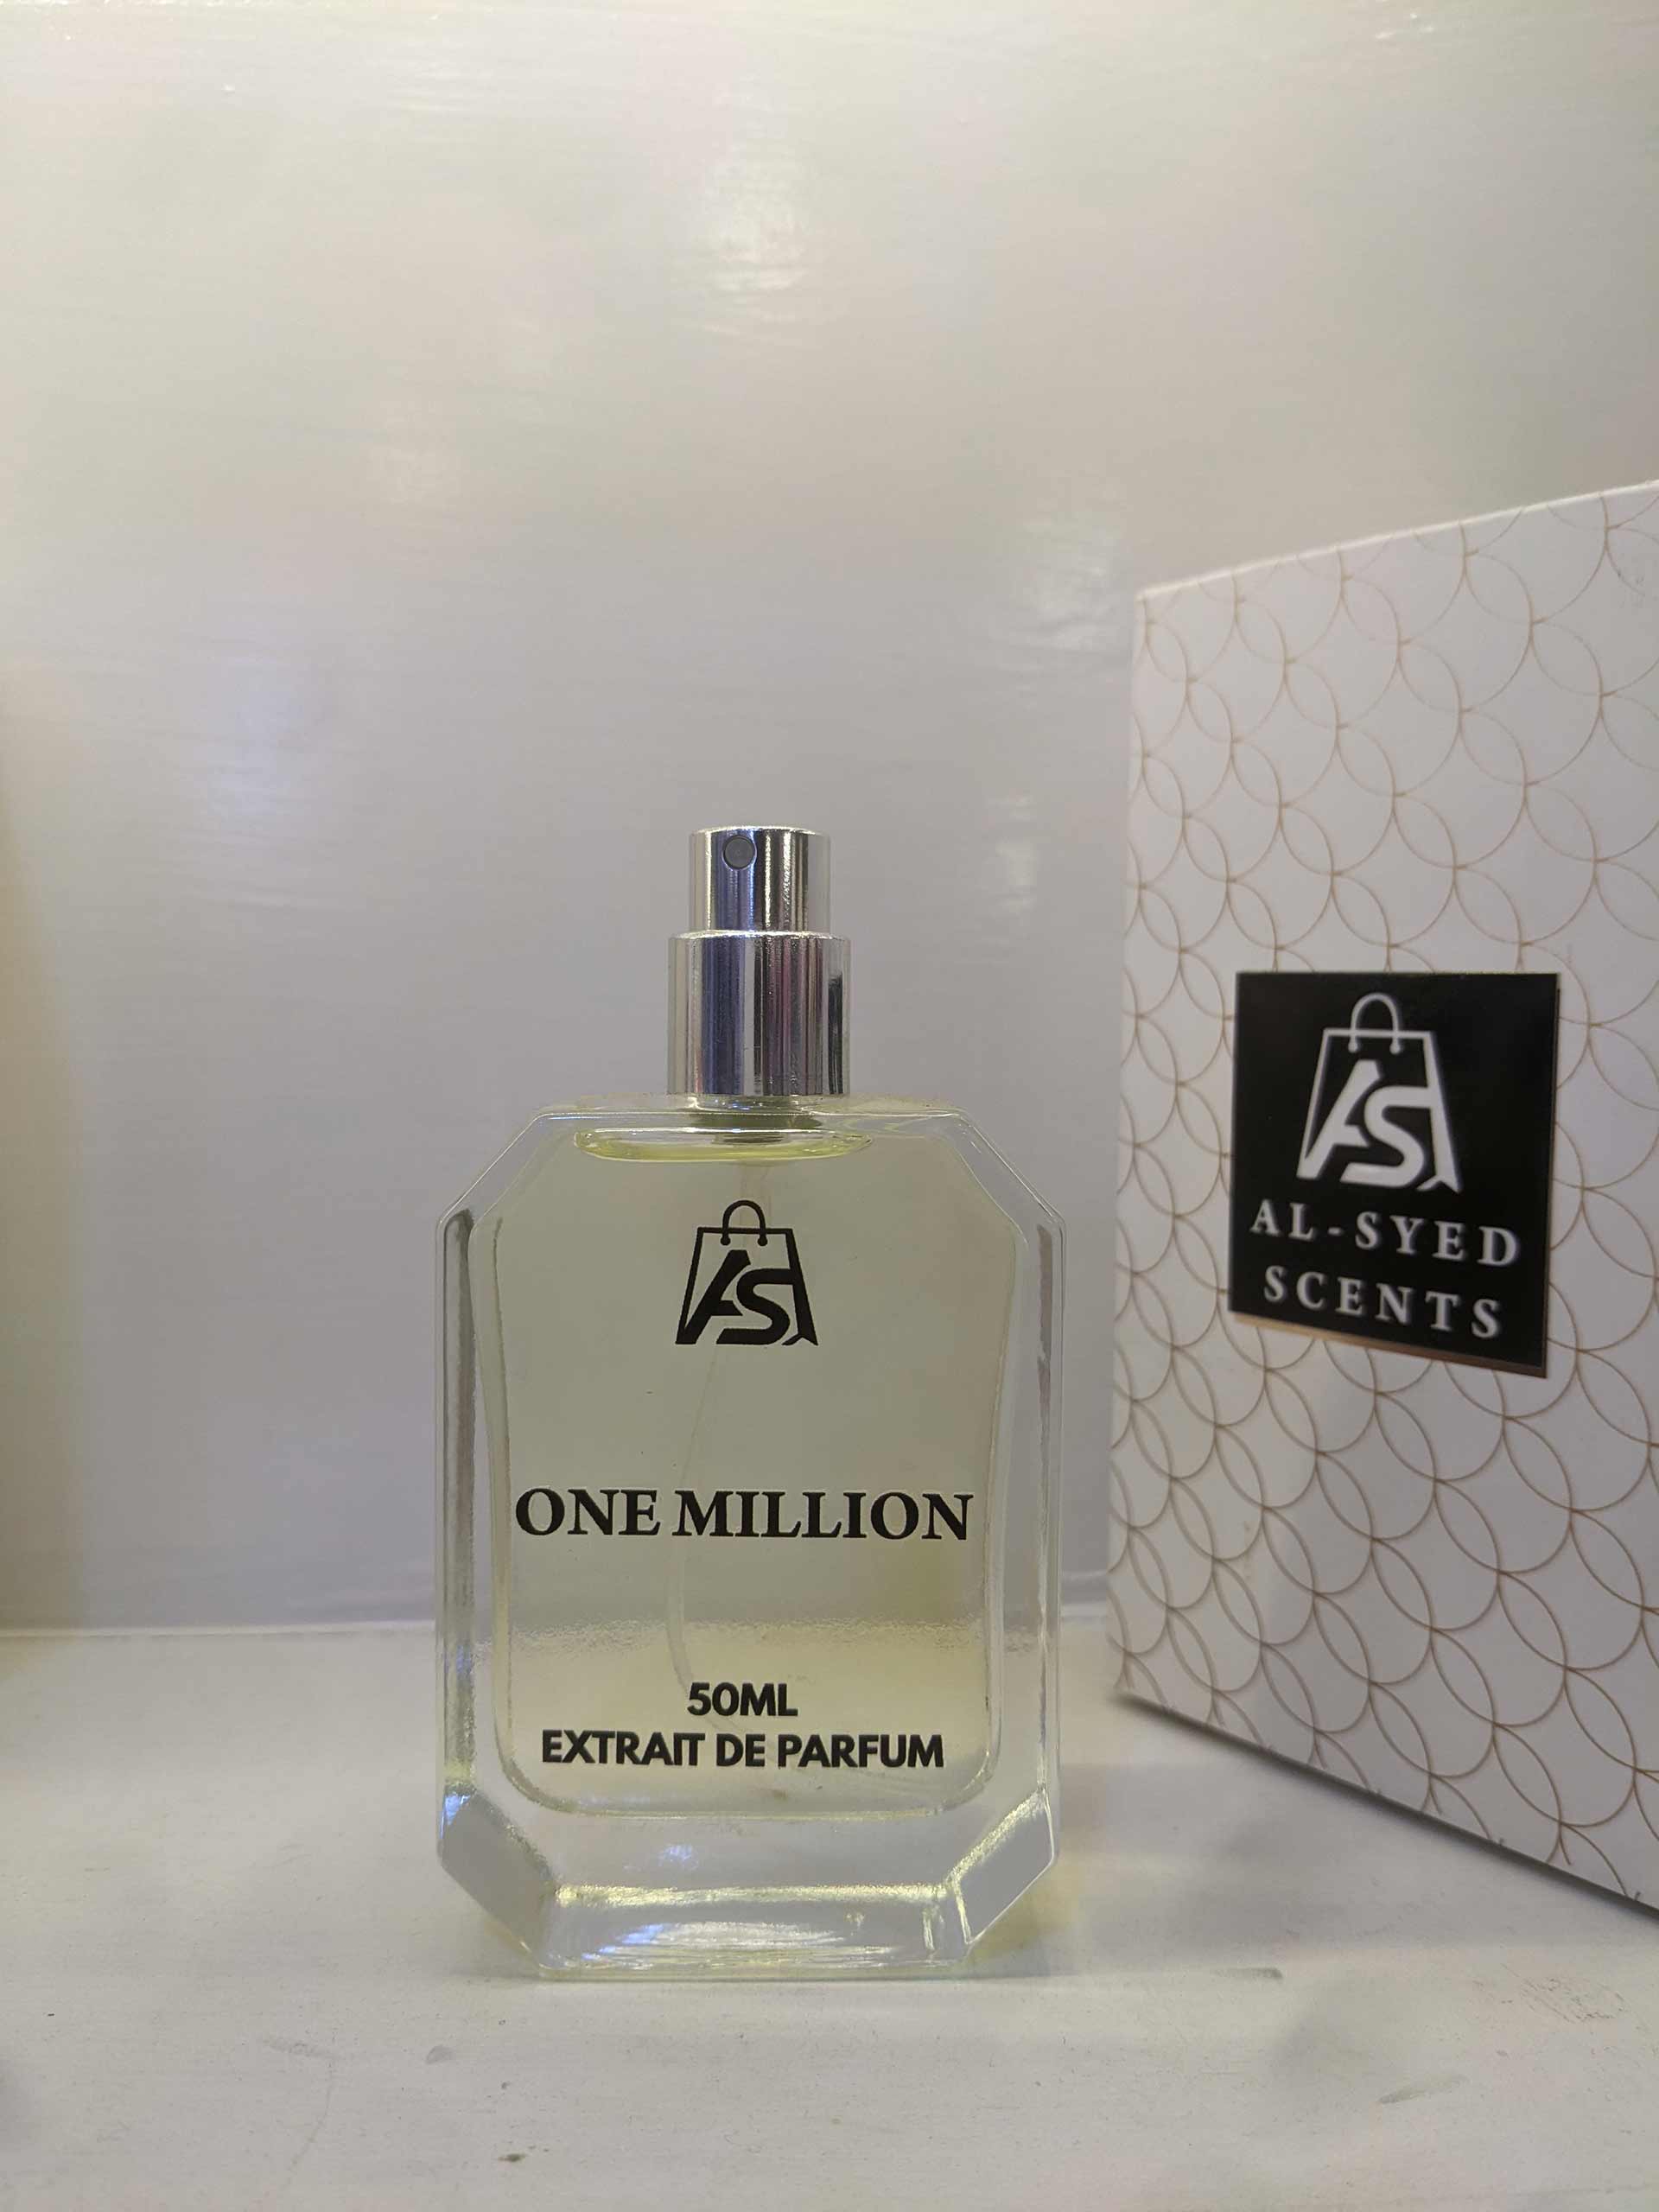 AS
ONE MILLION
50ML
EXTRAIT DE PARFUM
AS
AL-SYED
SCENTS